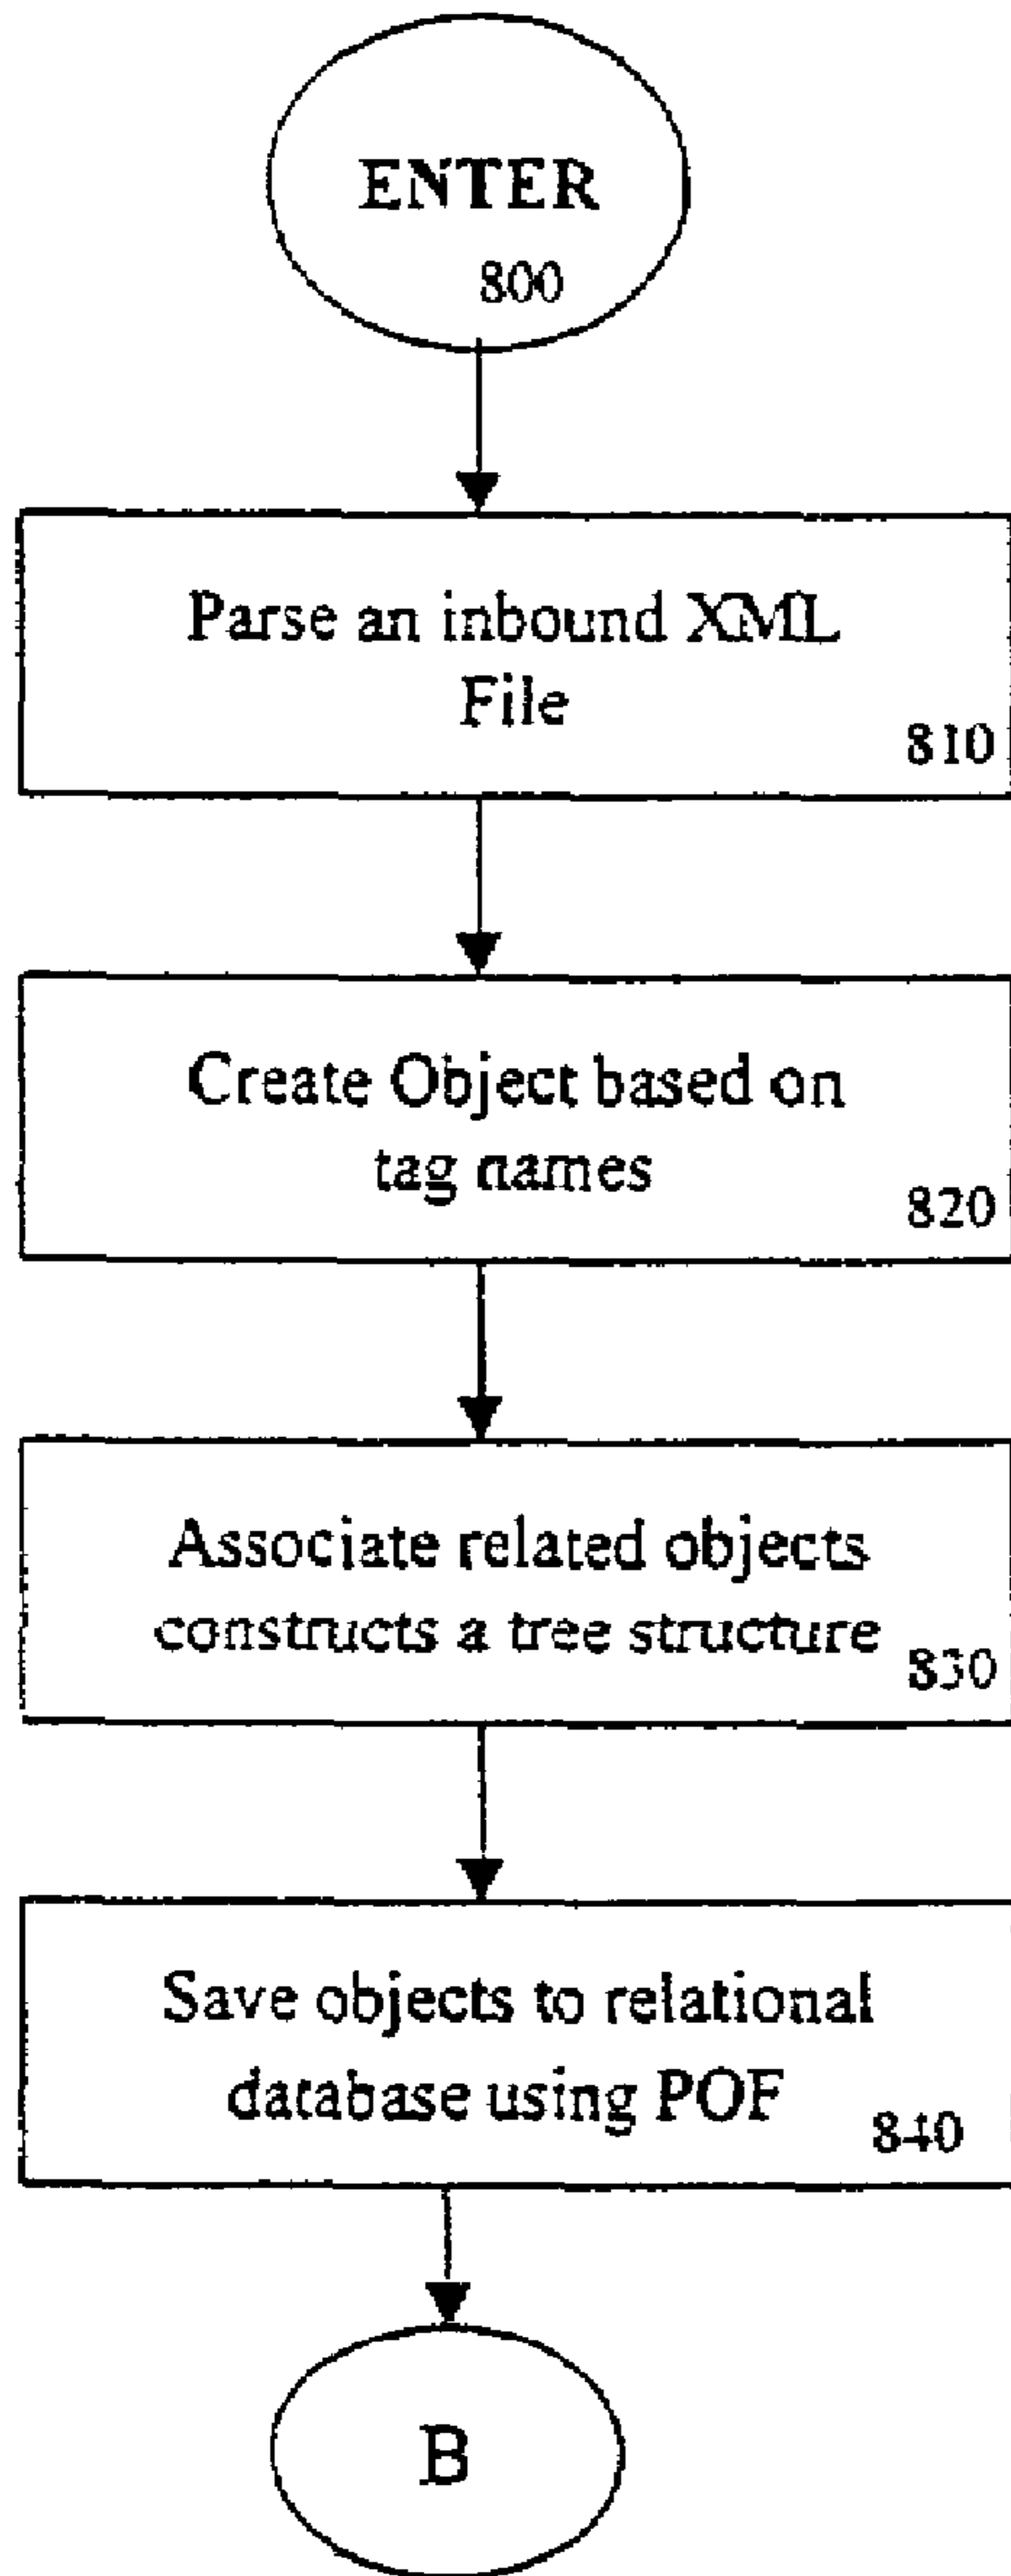 ENTER
800
Parse an inbound XML
File
810
Create Object based on
tag names
820
Associate related objects
constructs a tree structure
830
Save objects to relational
database using POF
840
B